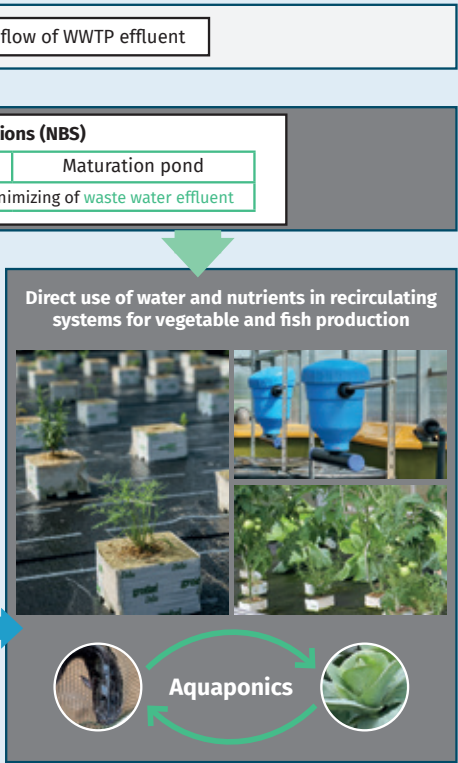 flow of WWTP effluent
ions (NBS)
Maturation pond
nimizing of waste water effluent
Direct use of water and nutrients in recirculating
systems for vegetable and fish production
grodan
Aquaponics